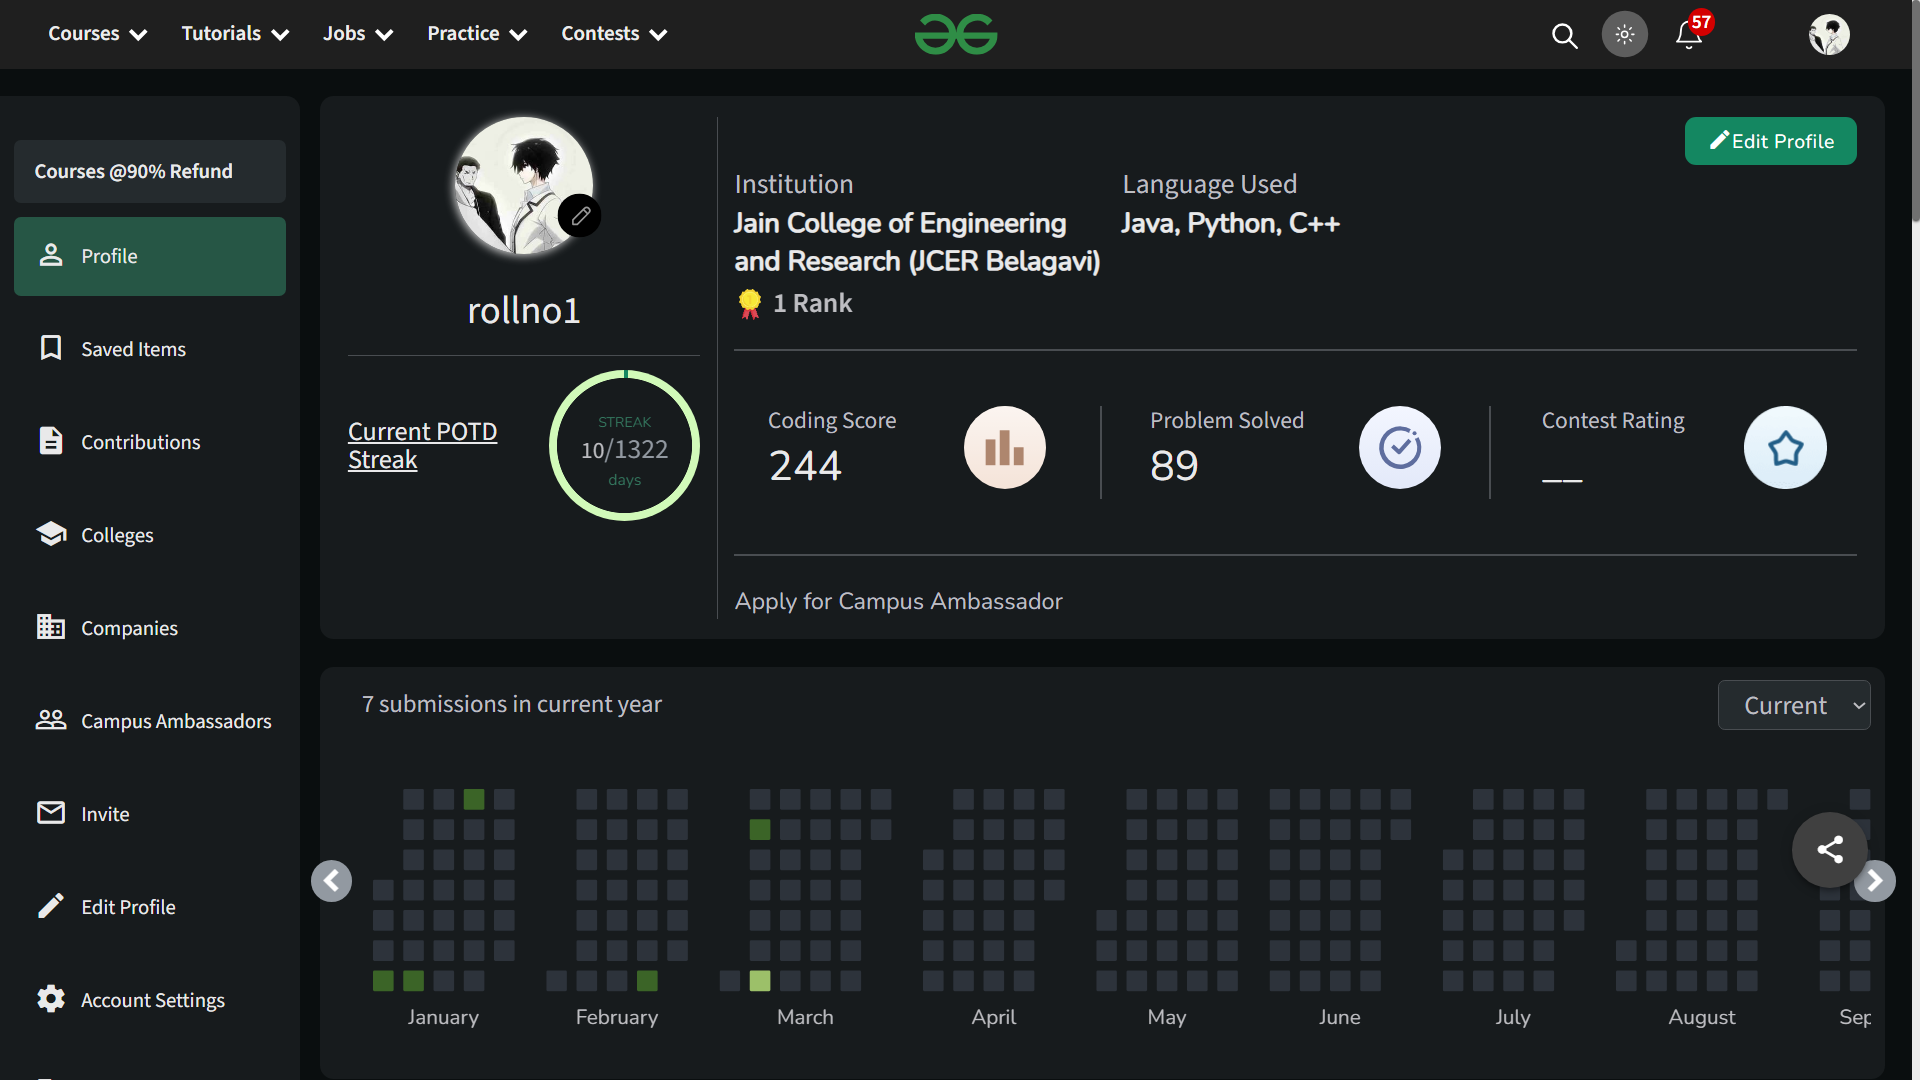 Courses Tutorials Jobs Practice Contests
57
Courses @90% Refund
Profile
Saved Items
Contributions
Colleges
Companies
Campus Ambassadors
Invite
Edit Profile
Account Settings
rollno1
Current POTD
Streak
STREAK
10/1322
days
Edit Profile
Institution
Jain College of Engineering
and Research (JCER Belagavi)
1 Rank
Language Used
Java, Python, C++
Coding Score
244
Problem Solved
89
Contest Rating
__
Apply for Campus Ambassador
7 submissions in current year
Current
January February March April May June July August Sep